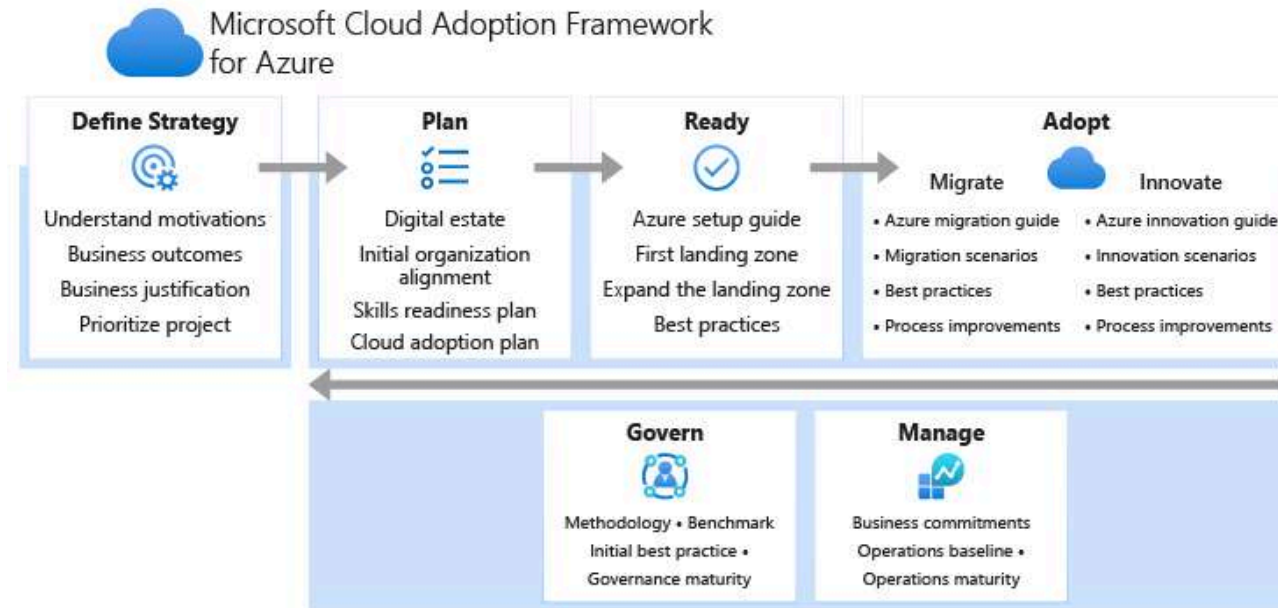 Microsoft Cloud Adoption Framework
for Azure
Define Strategy
Understand motivations
Business outcomes
Business justification
Prioritize project
Plan
Digital estate
Initial organization
alignment
Skills readiness plan
Cloud adoption plan
Ready
Azure setup guide
First landing zone
Expand the landing zone
Best practices
Adopt
Migrate
• Azure migration guide
• Migration scenarios
• Best practices
• Process improvements
Innovate
• Azure innovation guide
• Innovation scenarios
• Best practices
• Process improvements
Govern
Methodology • Benchmark
Initial best practice •
Governance maturity
Manage
Business commitments
Operations baseline •
Operations maturity